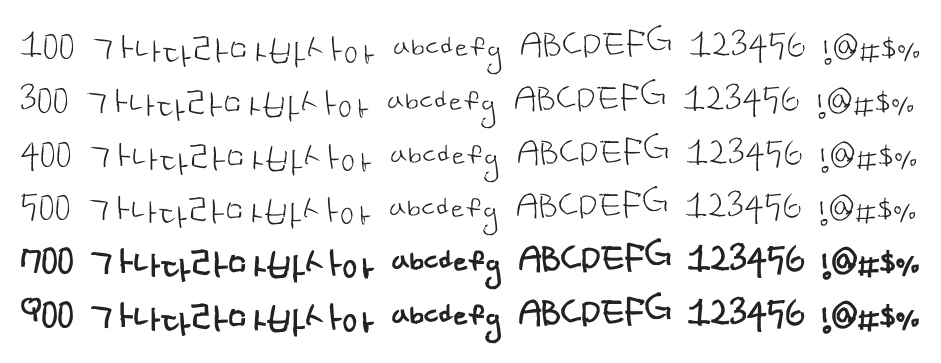 100 가나다라마바사아 abcdefg ABCDEFG 123456 !@#$%
300 가나다라마바사아 abcdefg ABCDEFG 123456 !@#$%
400 가나다라마바사아 abcdefg ABCDEFG 123456 !@#$%
500 가나다라마바사아 abcdefg ABCDEFG 123456 !@#$%
700 가나다라마바사아 abcdefg ABCDEFG 123456 !@#$%
900 가나다라마바사아 abcdefg ABCDEFG 123456 !@#$%